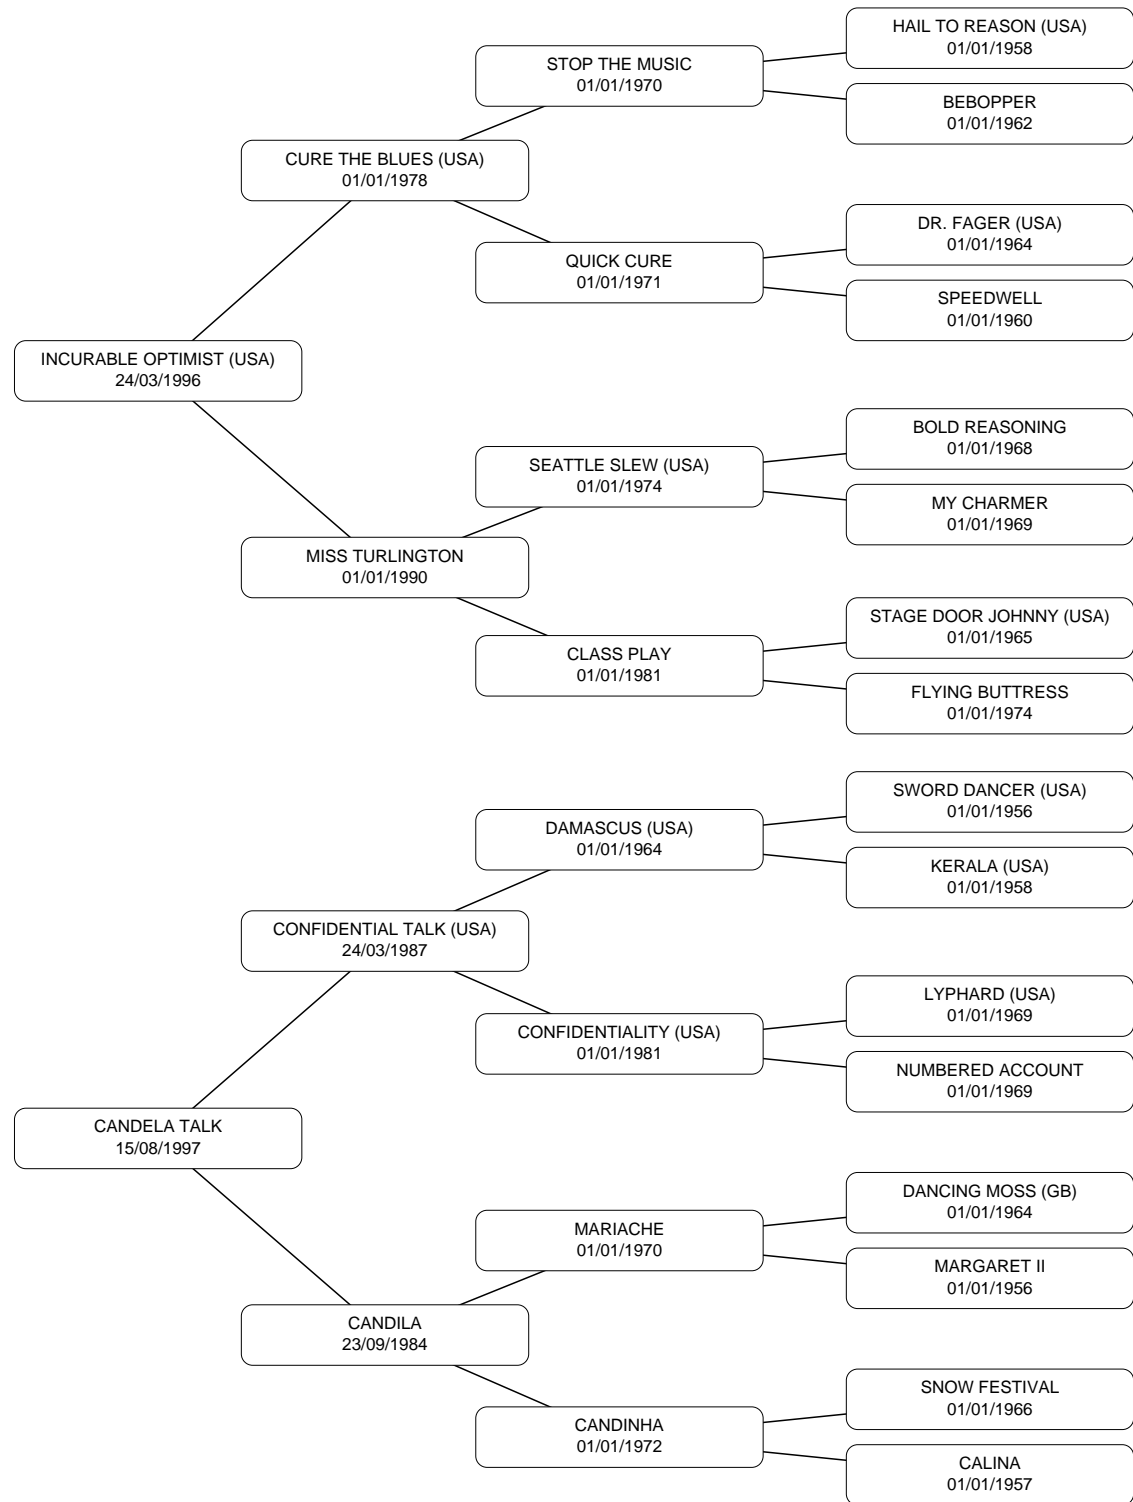 HAIL TO REASON (USA)
01/01/1958
STOP THE MUSIC
01/01/1970
BEBOPPER
01/01/1962
CURE THE BLUES (USA)
01/01/1978
DR. FAGER (USA)
01/01/1964
QUICK CURE
01/01/1971
SPEEDWELL
01/01/1960
INCURABLE OPTIMIST (USA)
24/03/1996
BOLD REASONING
01/01/1968
SEATTLE SLEW (USA)
01/01/1974
MY CHARMER
01/01/1969
MISS TURLINGTON
01/01/1990
STAGE DOOR JOHNNY (USA)
01/01/1965
CLASS PLAY
01/01/1981
FLYING BUTTRESS
01/01/1974
SWORD DANCER (USA)
01/01/1956
DAMASCUS (USA)
01/01/1964
KERALA (USA)
01/01/1958
CONFIDENTIAL TALK (USA)
24/03/1987
LYPHARD (USA)
01/01/1969
CONFIDENTIALITY (USA)
01/01/1981
NUMBERED ACCOUNT
01/01/1969
CANDELA TALK
15/08/1997
DANCING MOSS (GB)
01/01/1964
MARIACHE
01/01/1970
MARGARET II
01/01/1956
CANDILA
23/09/1984
SNOW FESTIVAL
01/01/1966
CANDINHA
01/01/1972
CALINA
01/01/1957